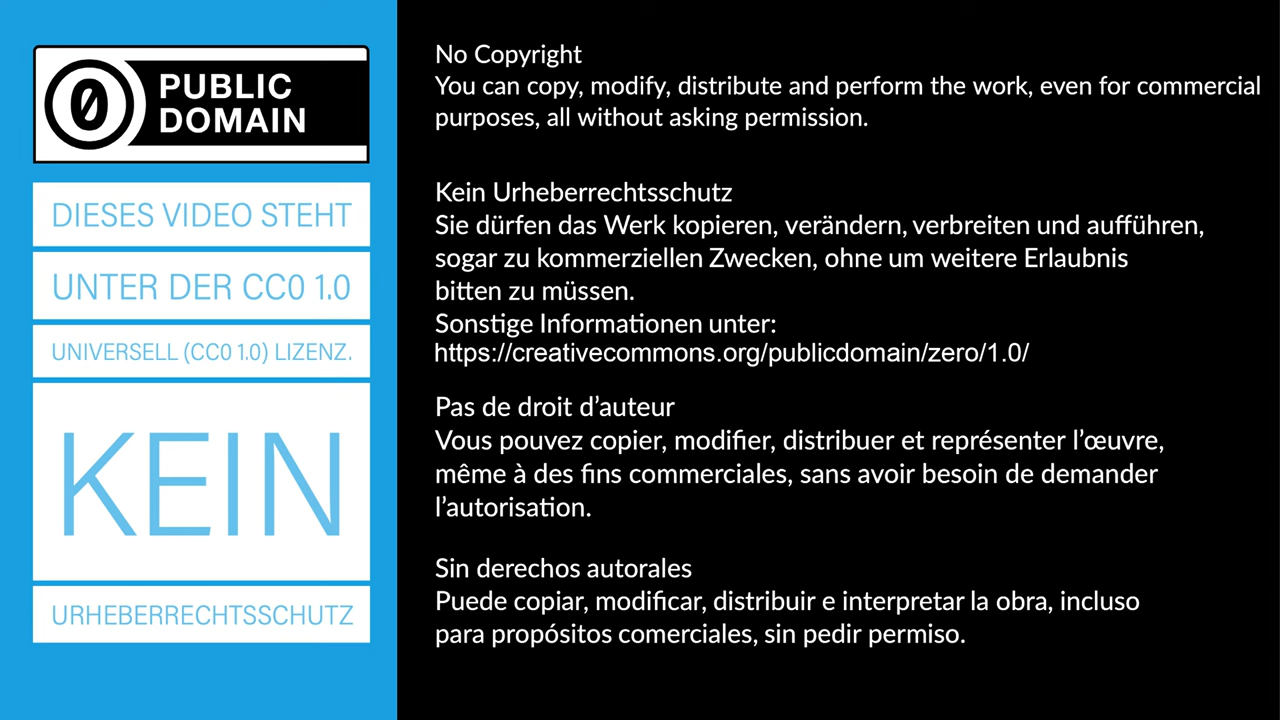 0 PUBLIC
DOMAIN
DIESES VIDEO STEHT
UNTER DER CC0 1.0
UNIVERSELL (CC0 1.0) LIZENZ.
KEIN
URHEBERRECHTSSCHUTZ
No Copyright
You can copy, modify, distribute and perform the work, even for commercial
purposes, all without asking permission.
Kein Urheberrechtsschutz
Sie dürfen das Werk kopieren, verändern, verbreiten und aufführen,
sogar zu kommerziellen Zwecken, ohne um weitere Erlaubnis
bitten zu müssen.
Sonstige Informationen unter:
https://creativecommons.org/publicdomain/zero/1.0/
Pas de droit d’auteur
Vous pouvez copier, modifier, distribuer et représenter l’œuvre,
même à des fins commerciales, sans avoir besoin de demander
l’autorisation.
Sin derechos autorales
Puede copiar, modificar, distribuir e interpretar la obra, incluso
para propósitos comerciales, sin pedir permiso.